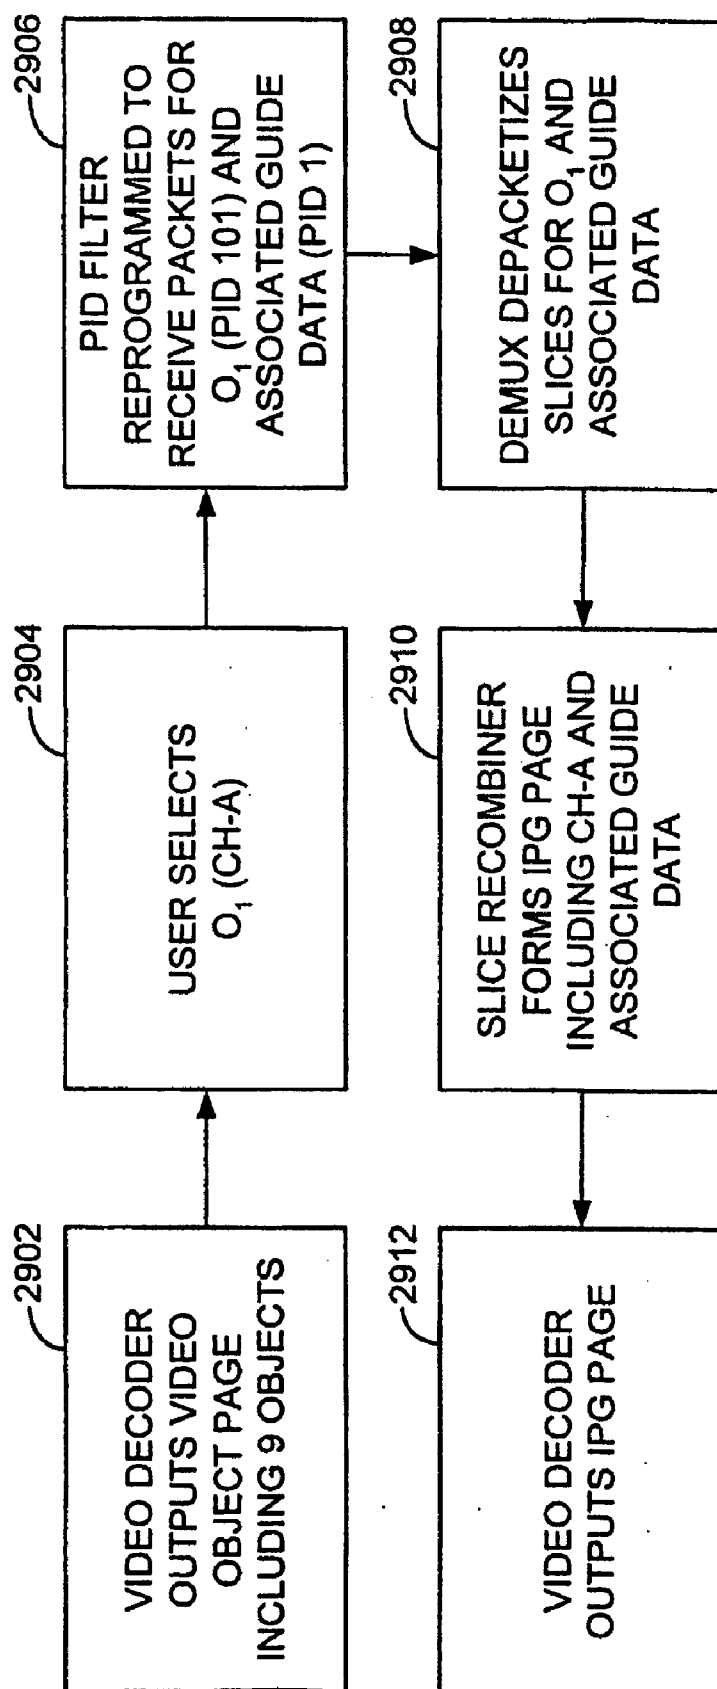 2902
VIDEO DECODER
OUTPUTS VIDEO
OBJECT PAGE
INCLUDING 9 OBJECTS
2904
USER SELECTS
O₁ (CH-A)
2906
PID FILTER
REPROGRAMMED TO
RECEIVE PACKETS FOR
O₁ (PID 101) AND
ASSOCIATED GUIDE
DATA (PID 1)
2908
DEMUX DEPACKETIZES
SLICES FOR O₁ AND
ASSOCIATED GUIDE
DATA
2910
SLICE RECOMBINER
FORMS IPG PAGE
INCLUDING CH-A AND
ASSOCIATED GUIDE
DATA
2912
VIDEO DECODER
OUTPUTS IPG PAGE